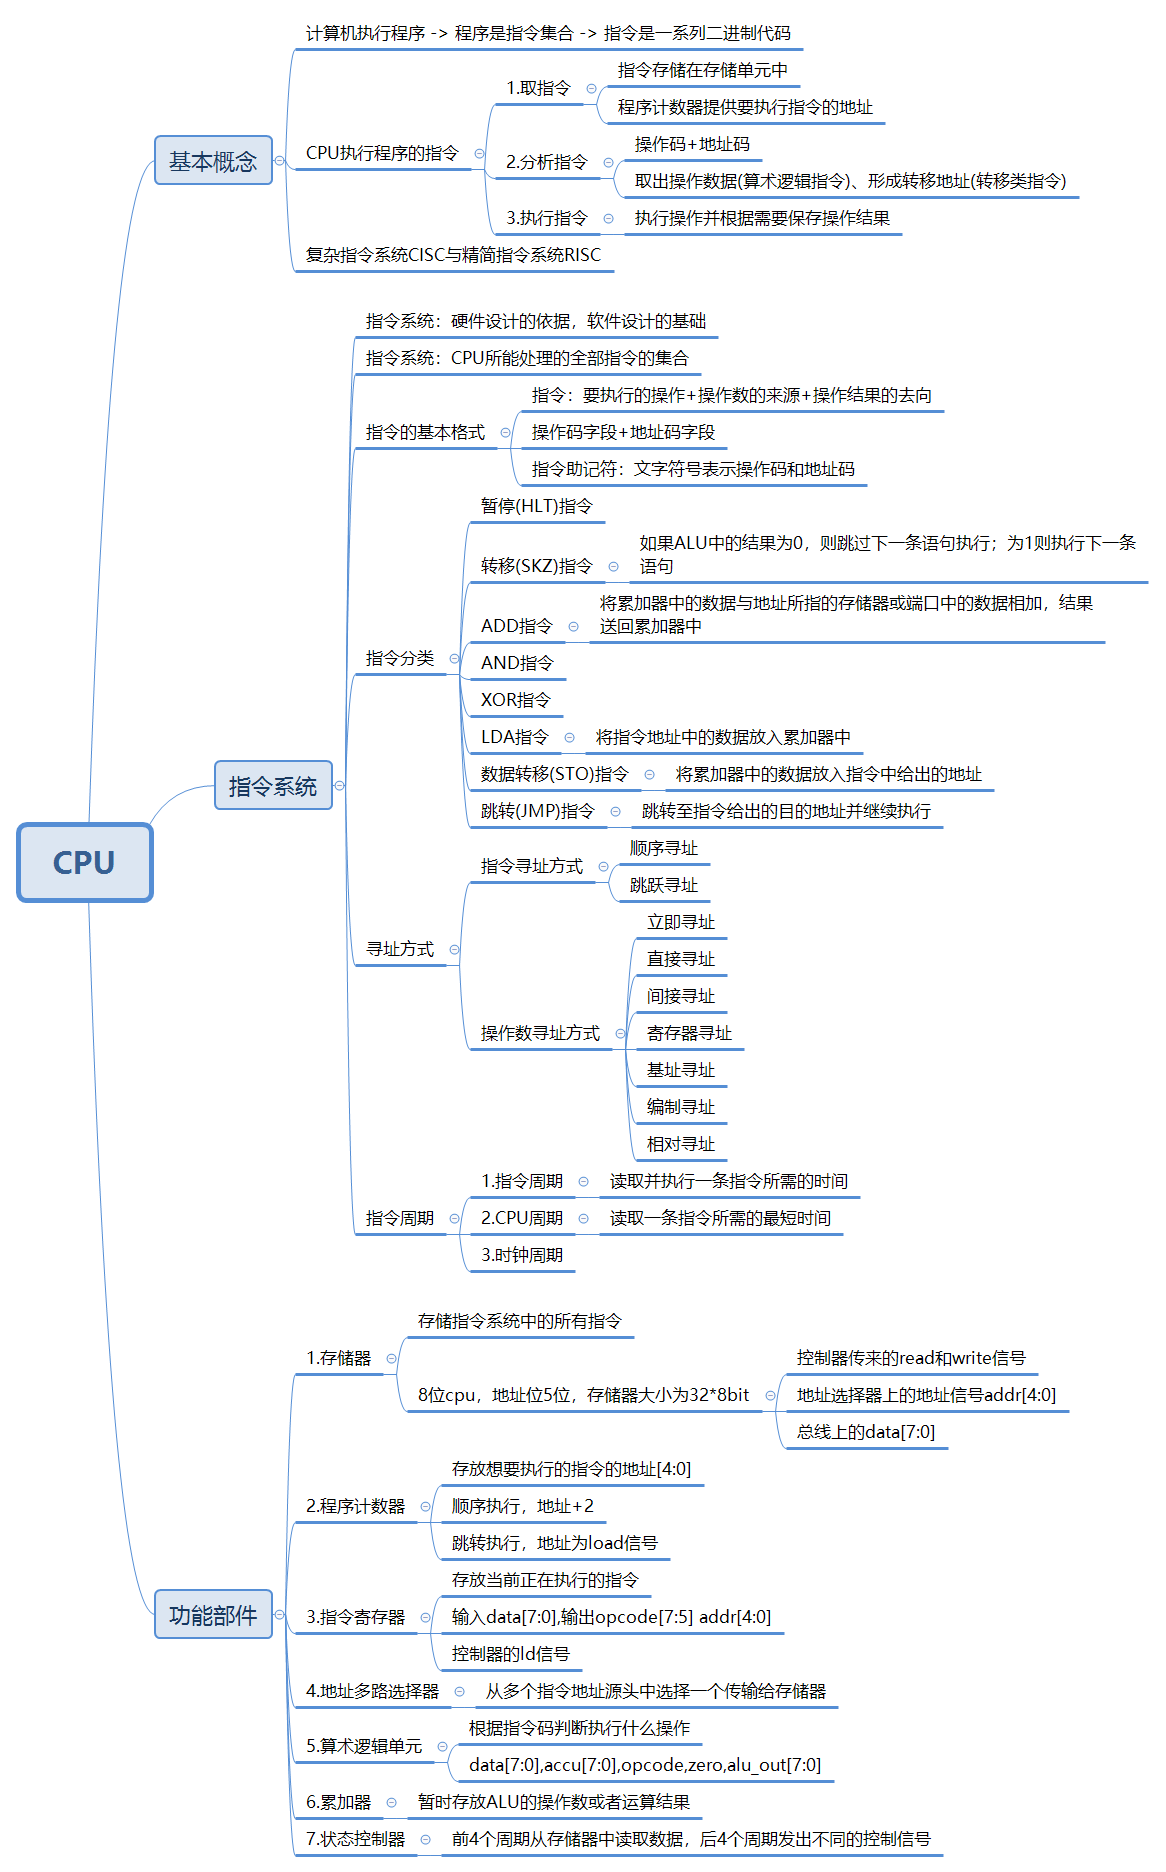 计算机执行程序 -> 程序是指令集合 -> 指令是一系列二进制代码
指令存储在存储单元中
1.取指令
程序计数器提供要执行指令的地址
操作码+地址码
CPU执行程序的指令
基本概念
2.分析指令
取出操作数据(算术逻辑指令)、形成转移地址(转移类指令)
3.执行指令
执行操作并根据需要保存操作结果
复杂指令系统CISC与精简指令系统RISC
指令系统：硬件设计的依据，软件设计的基础
指令系统：CPU所能处理的全部指令的集合
指令：要执行的操作+操作数的来源+操作结果的去向
指令的基本格式
操作码字段+地址码字段
指令助记符：文字符号表示操作码和地址码
暂停(HLT)指令
如果ALU中的结果为0，则跳过下一条语句执行；为1则执行下一条
语句
转移(SKZ)指令
将累加器中的数据与地址所指的存储器或端口中的数据相加，结果
送回累加器中
ADD指令
指令分类
AND指令
XOR指令
LDA指令
将指令地址中的数据放入累加器中
数据转移(STO)指令
将累加器中的数据放入指令中给出的地址
指令系统
跳转(JMP)指令
跳转至指令给出的目的地址并继续执行
顺序寻址
CPU
指令寻址方式
跳跃寻址
立即寻址
寻址方式
直接寻址
间接寻址
操作数寻址方式
寄存器寻址
基址寻址
编制寻址
相对寻址
1.指令周期
读取并执行一条指令所需的时间
指令周期
2.CPU周期
读取一条指令所需的最短时间
3.时钟周期
存储指令系统中的所有指令
1.存储器
控制器传来的read和write信号
8位cpu，地址位5位，存储器大小为32*8bit
地址选择器上的地址信号addr[4:0]
总线上的data[7:0]
存放想要执行的指令的地址[4:0]
2.程序计数器
顺序执行，地址+2
跳转执行，地址为load信号
存放当前正在执行的指令
功能部件
3.指令寄存器
输入data[7:0],输出opcode[7:5] addr[4:0]
控制器的ld信号
4.地址多路选择器
从多个指令地址源头中选择一个传输给存储器
根据指令码判断执行什么操作
5.算术逻辑单元
data[7:0],accu[7:0],opcode,zero,alu_out[7:0]
6.累加器
暂时存放ALU的操作数或者运算结果
7.状态控制器
前4个周期从存储器中读取数据，后4个周期发出不同的控制信号